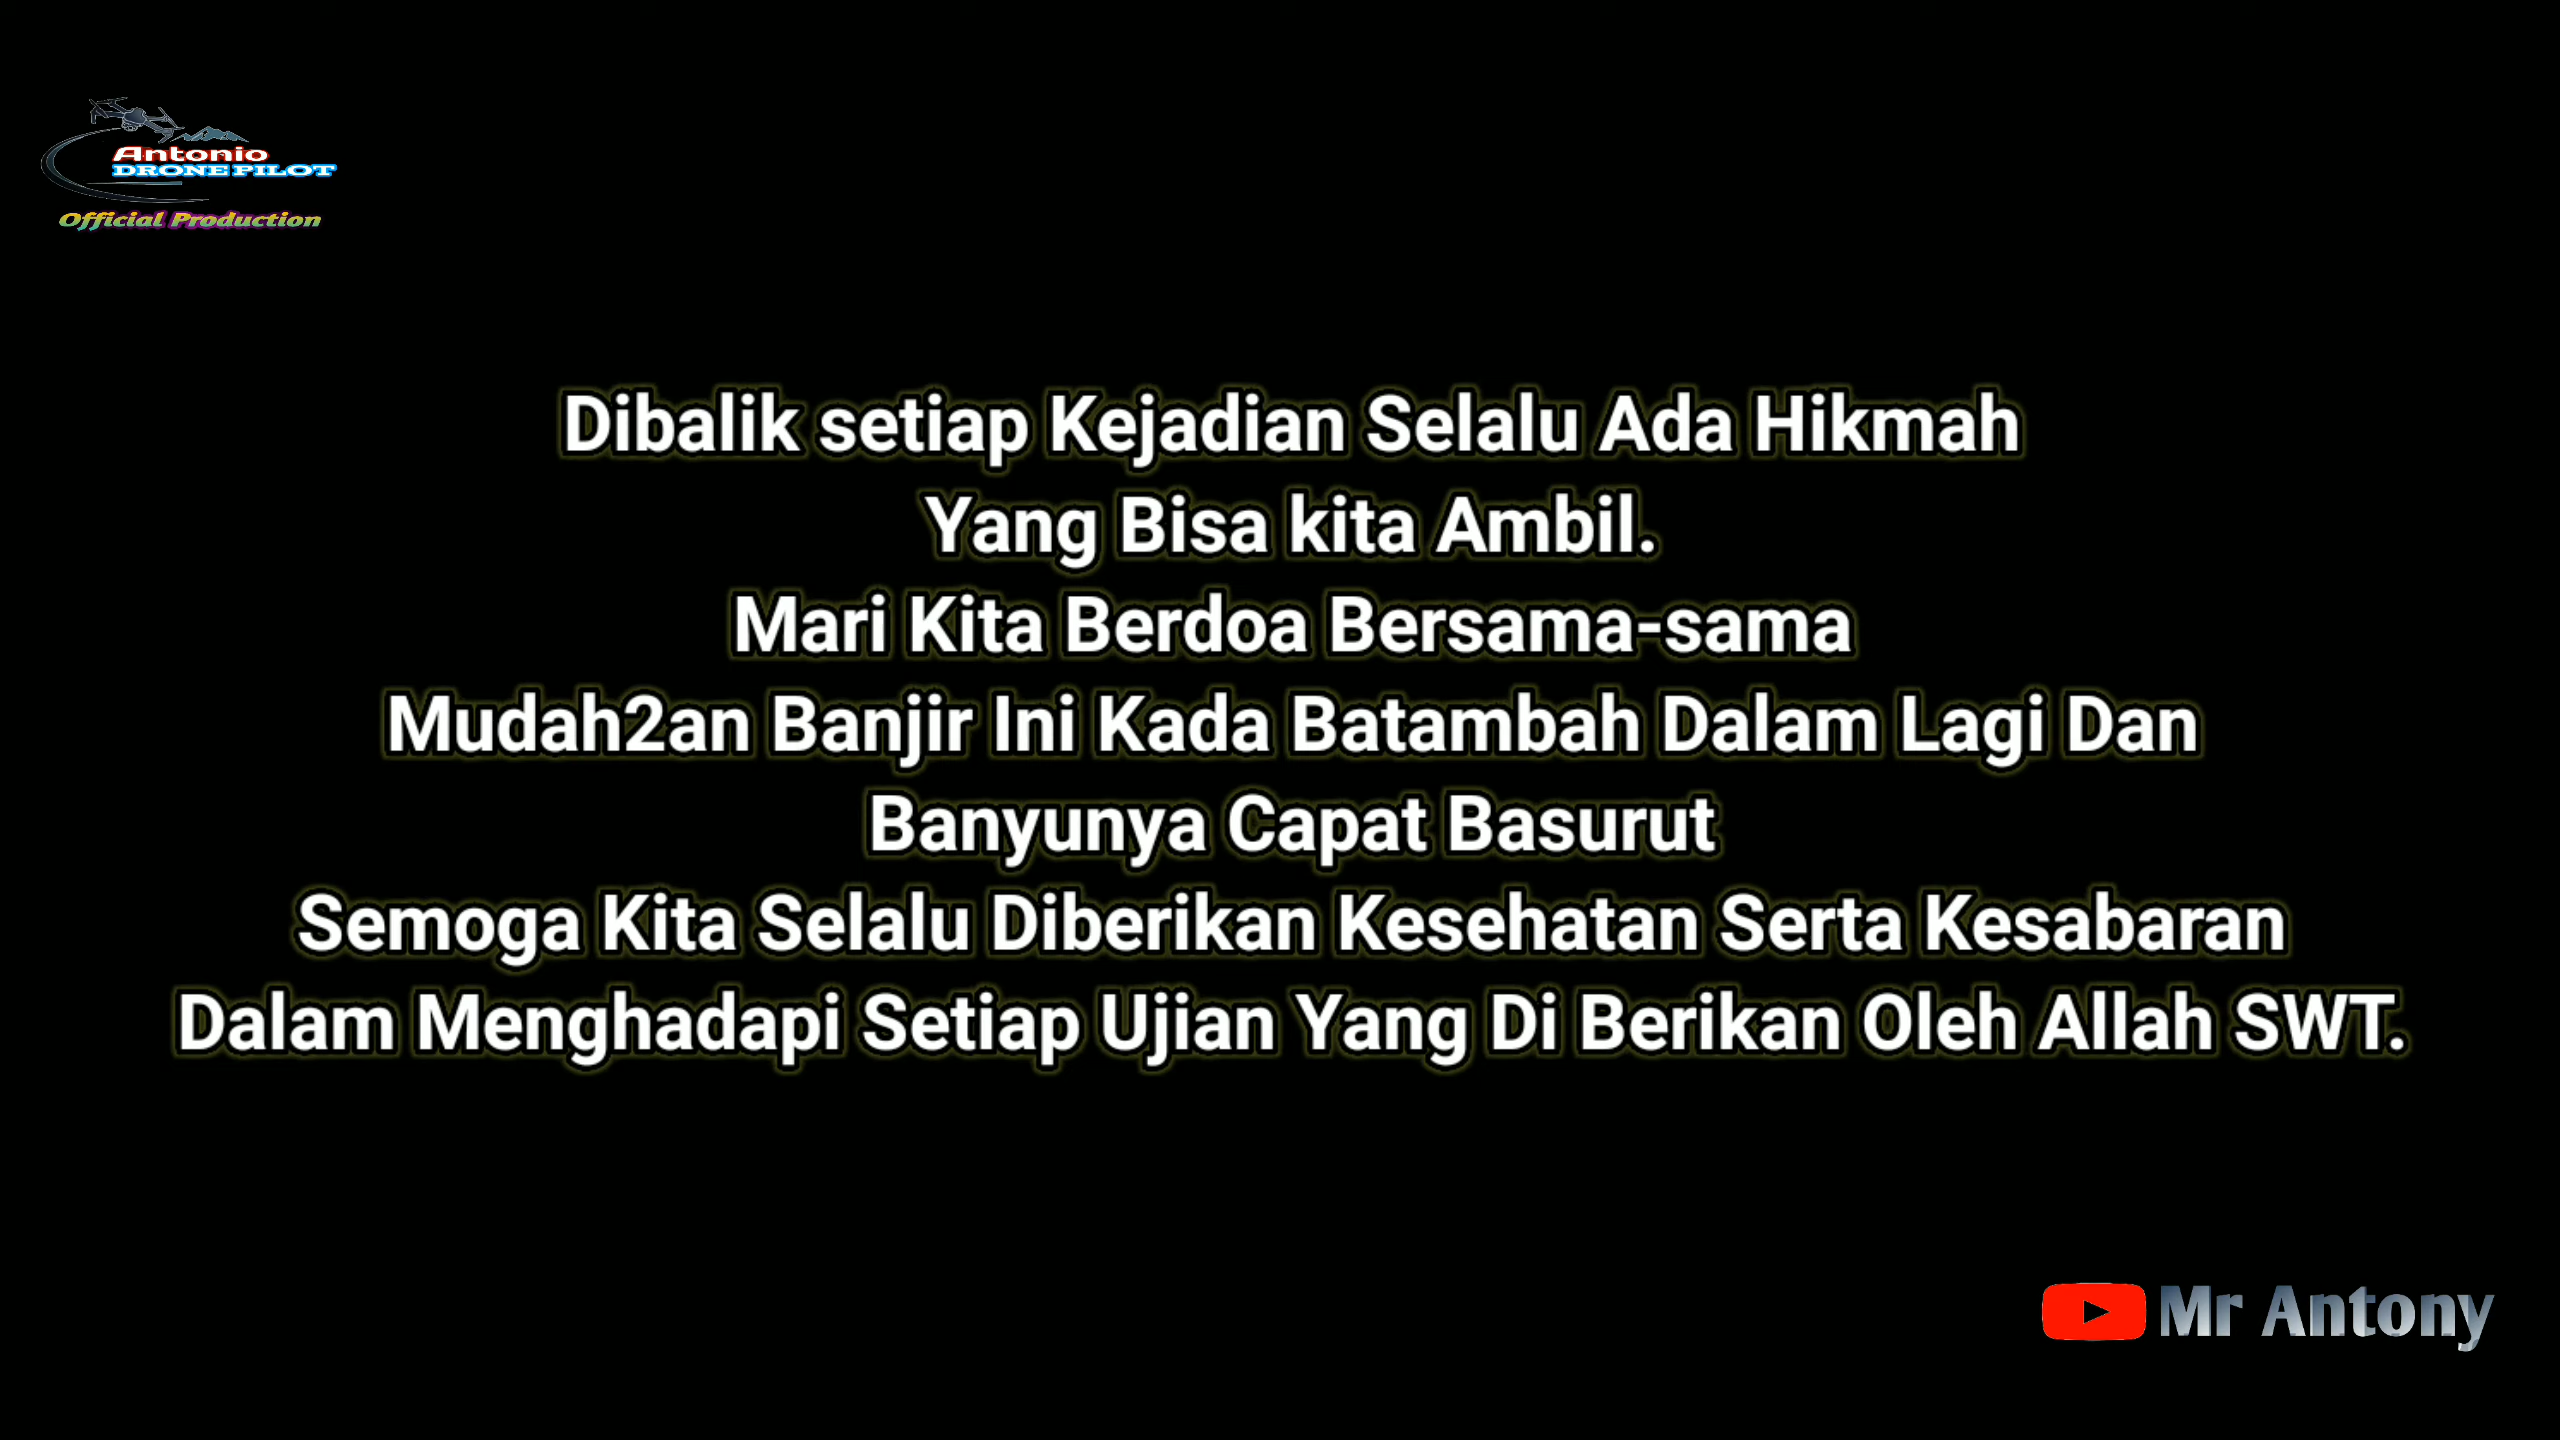 Antonio
DRONE PILOT
Official Production
Dibalik setiap Kejadian Selalu Ada Hikmah
Yang Bisa kita Ambil.
Mari Kita Berdoa Bersama-sama
Mudah2an Banjir Ini Kada Batambah Dalam Lagi Dan
Banyunya Capat Basurut
Semoga Kita Selalu Diberikan Kesehatan Serta Kesabaran
Dalam Menghadapi Setiap Ujian Yang Di Berikan Oleh Allah SWT.
Mr Antony